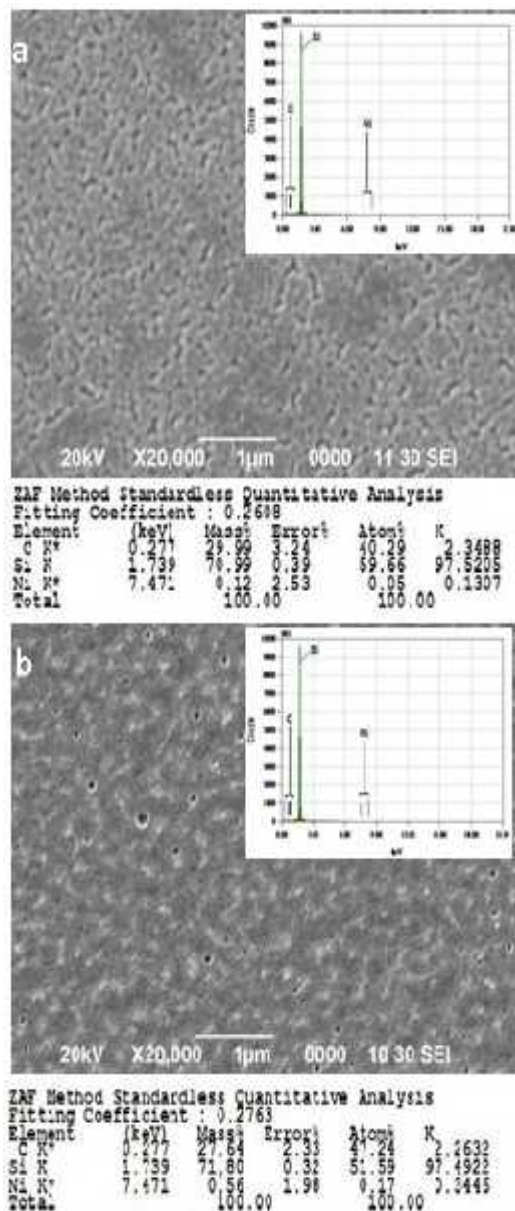 a
20kV X20,000 1µm 0000 11 30 SEI
ZAF Method Standardless Quantitative Analysis
Fitting Coefficient : 0.2608
Element (keV) Mass% Error% Atom% K
C K* 0.277 29.99 3.24 40.29 2.3488
Si K 1.739 70.99 0.39 59.66 97.5205
Ni K* 7.471 0.12 2.53 0.05 0.1307
Total 100.00 100.00
b
20kV X20,000 1µm 0000 10 30 SEI
ZAF Method Standardless Quantitative Analysis
Fitting Coefficient : 0.2763
Element (keV) Mass% Error% Atom% K
C K* 0.277 27.64 2.33 47.24 2.2632
Si K 1.739 71.80 0.32 51.59 97.4922
Ni K* 7.471 0.56 1.98 0.17 0.3445
Total 100.00 100.00